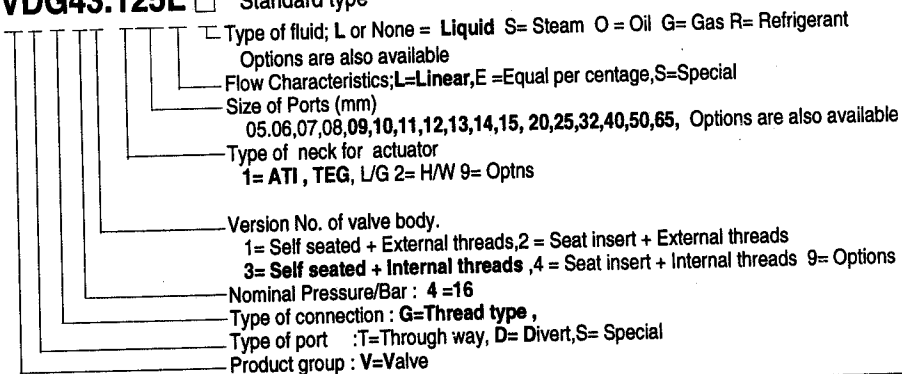 VDG43.125L □ Standard type
Type of fluid; L or None = Liquid S= Steam O = Oil G= Gas R= Refrigerant
Options are also available
Flow Characteristics;L=Linear,E =Equal per centage,S=Special
Size of Ports (mm)
05.06,07,08,09,10,11,12,13,14,15, 20,25,32,40,50,65, Options are also available
Type of neck for actuator
1= ATI , TEG, L/G 2= H/W 9= Optns
Version No. of valve body.
1= Self seated + External threads,2 = Seat insert + External threads
3= Self seated + Internal threads ,4 = Seat insert + Internal threads 9= Options
Nominal Pressure/Bar : 4 =16
Type of connection : G=Thread type ,
Type of port :T=Through way, D= Divert,S= Special
Product group : V=Valve